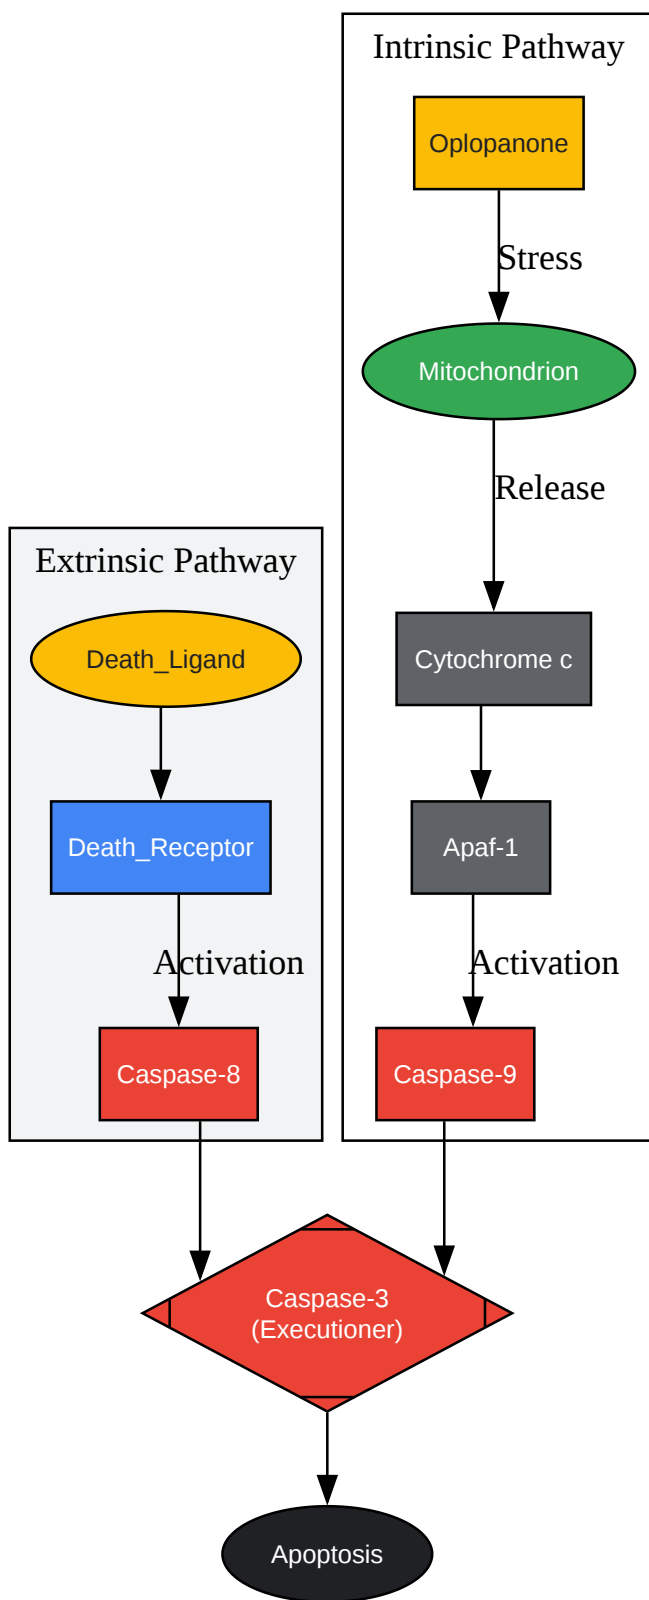 Intrinsic Pathway
Oplopanone
Stress
Mitochondrion
Release
Cytochrome c
Apaf-1
Activation
Caspase-9
Extrinsic Pathway
Death_Ligand
Death_Receptor
Activation
Caspase-8
Caspase-3
(Executioner)
Apoptosis